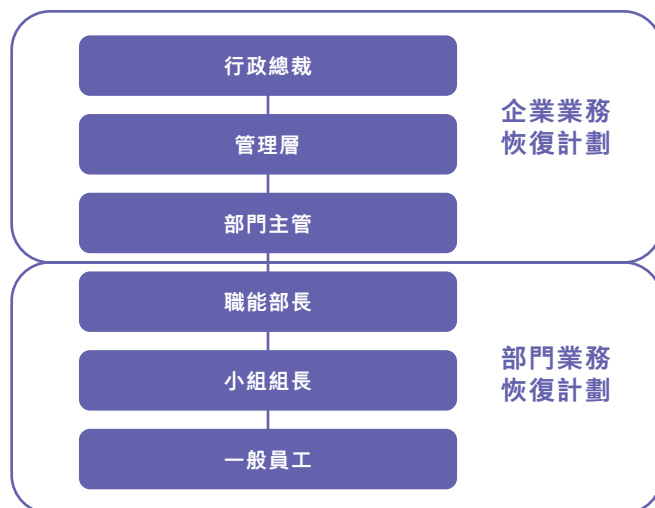 行政總裁
管理層
部門主管
企業業務
恢復計劃
職能部長
小組組長
一般員工
部門業務
恢復計劃